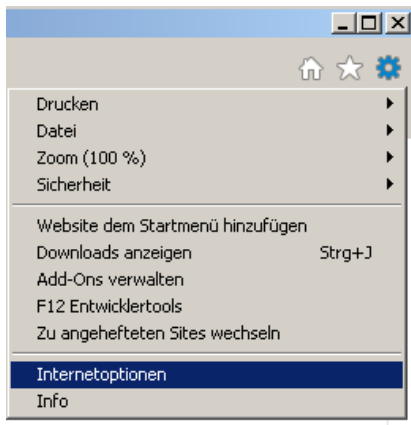 Drucken
Datei
Zoom (100 %)
Sicherheit
Website dem Startmenü hinzufügen
Downloads anzeigen Strg+J
Add-Ons verwalten
F12 Entwicklertools
Zu angehefteten Sites wechseln
Internetoptionen
Info